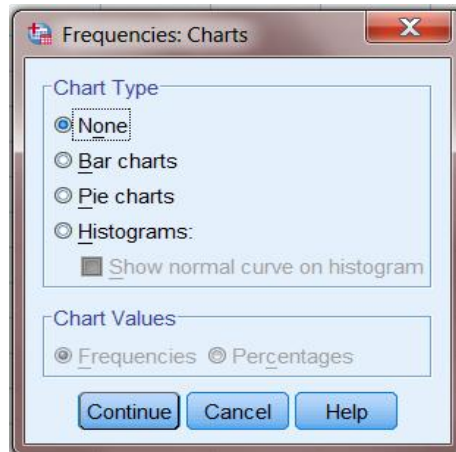 Frequencies: Charts
Chart Type
None
Bar charts
Pie charts
Histograms:
Show normal curve on histogram
Chart Values
Frequencies Percentages
Continue Cancel Help